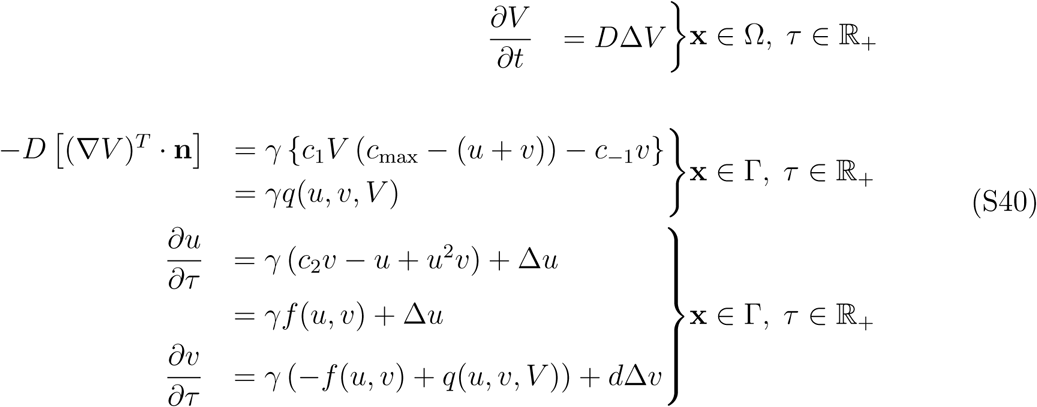 ∂V/∂t = DΔV } x ∈ Ω, τ ∈ ℝ₊
−D [(∇V)ᵀ · n] = γ {c₁V (c_max − (u + v)) − c₋₁v}
= γq(u, v, V) } x ∈ Γ, τ ∈ ℝ₊
(S40)
∂u/∂τ = γ (c₂v − u + u²v) + Δu
= γf(u, v) + Δu } x ∈ Γ, τ ∈ ℝ₊
∂v/∂τ = γ (−f(u, v) + q(u, v, V)) + dΔv